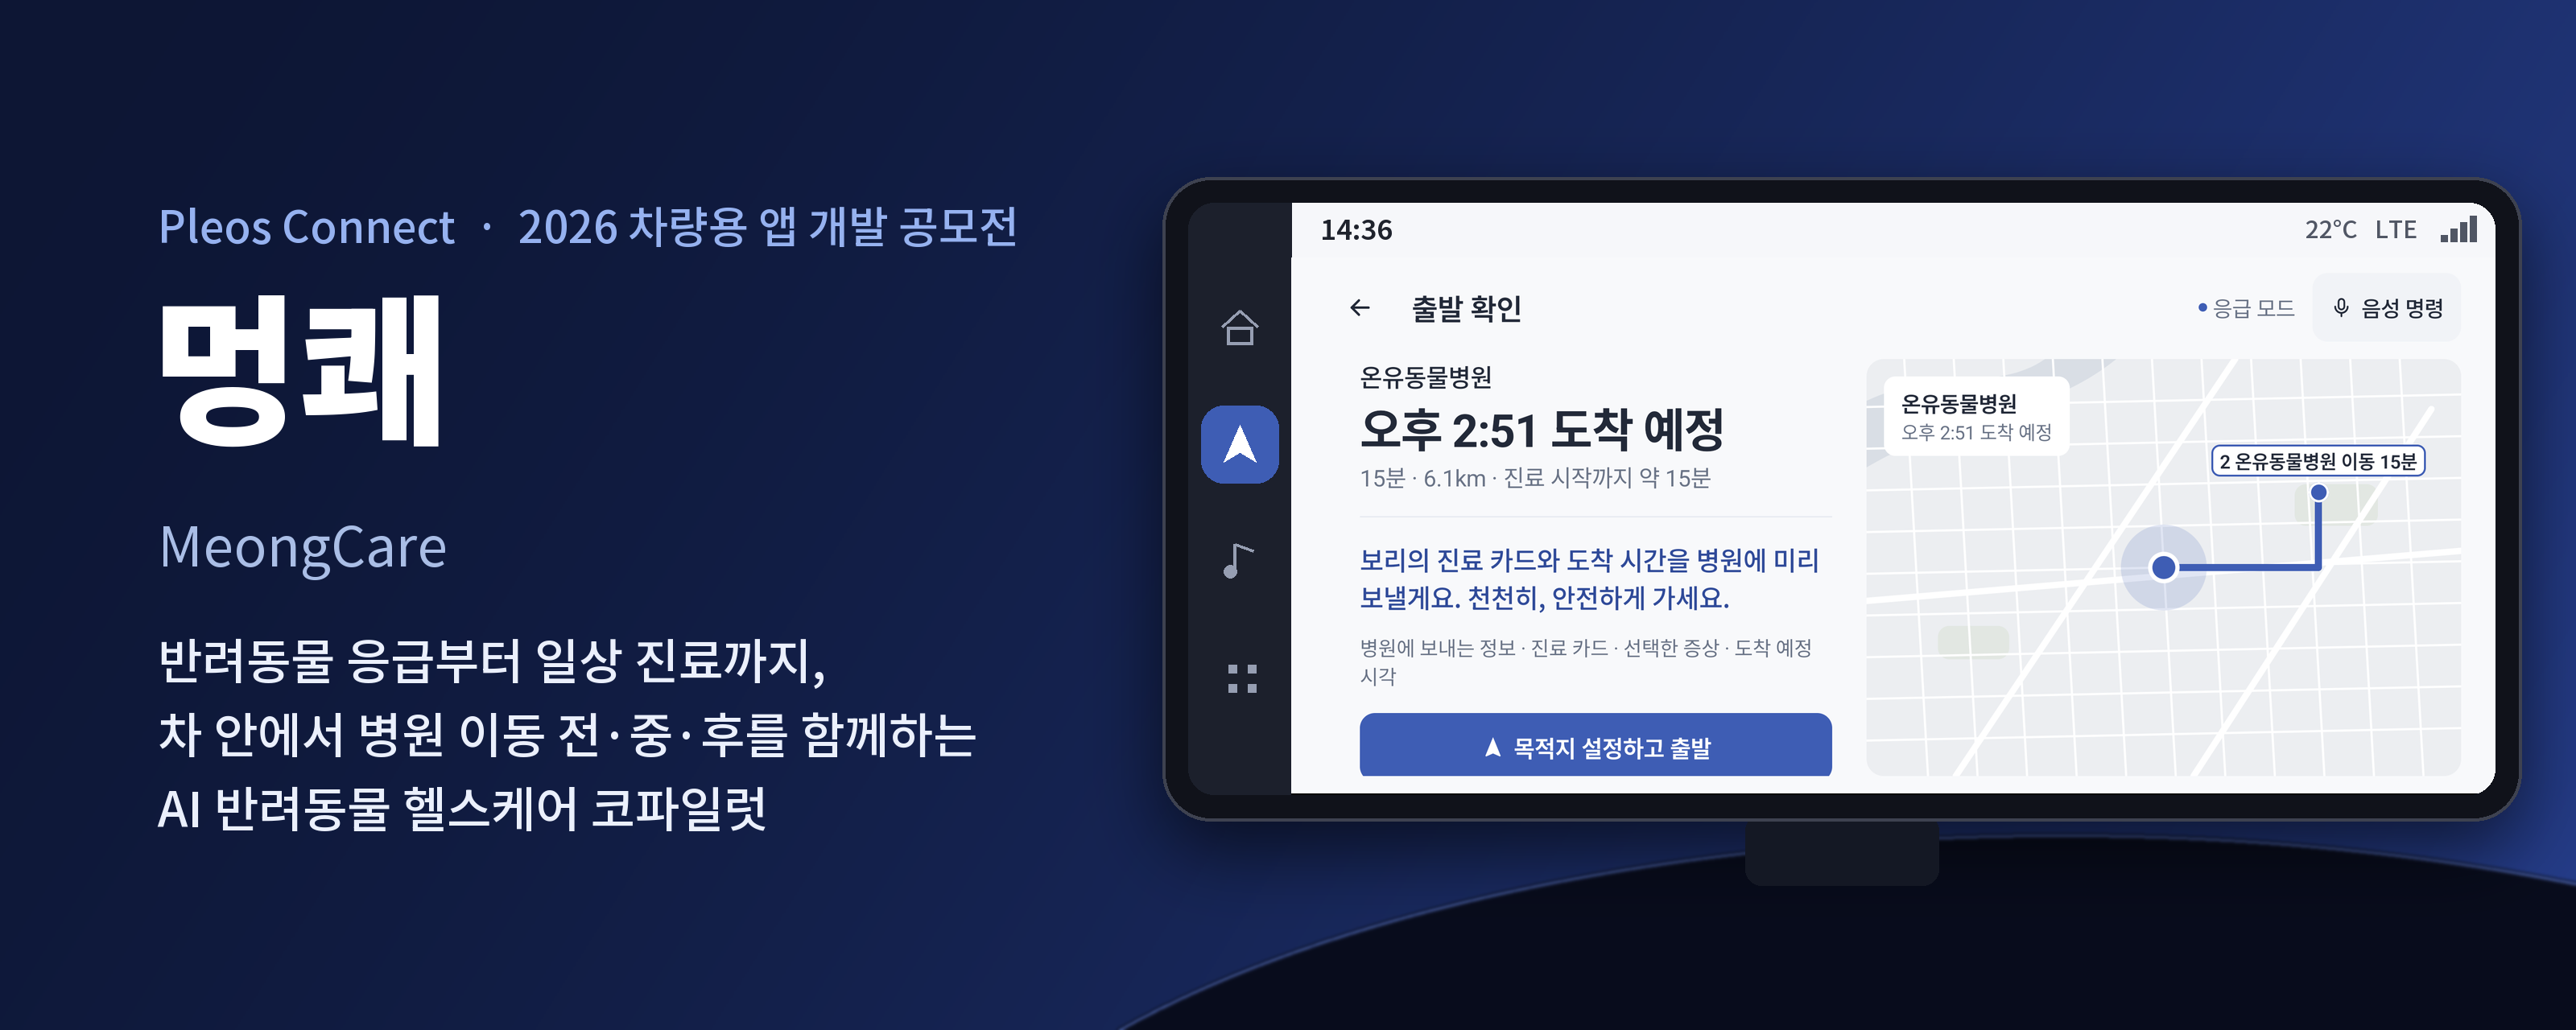 Pleos Connect · 2026 차량용 앱 개발 공모전
멍쾌
MeongCare
반려동물 응급부터 일상 진료까지,
차 안에서 병원 이동 전·중·후를 함께하는
AI 반려동물 헬스케어 코파일럿
14:36
22°C LTE
출발 확인
응급 모드
음성 명령
온유동물병원
오후 2:51 도착 예정
15분 · 6.1km · 진료 시작까지 약 15분
보리의 진료 카드와 도착 시간을 병원에 미리
보낼게요. 천천히, 안전하게 가세요.
병원에 보내는 정보 · 진료 카드 · 선택한 증상 · 도착 예정
시각
목적지 설정하고 출발
온유동물병원
오후 2:51 도착 예정
2 온유동물병원 이동 15분